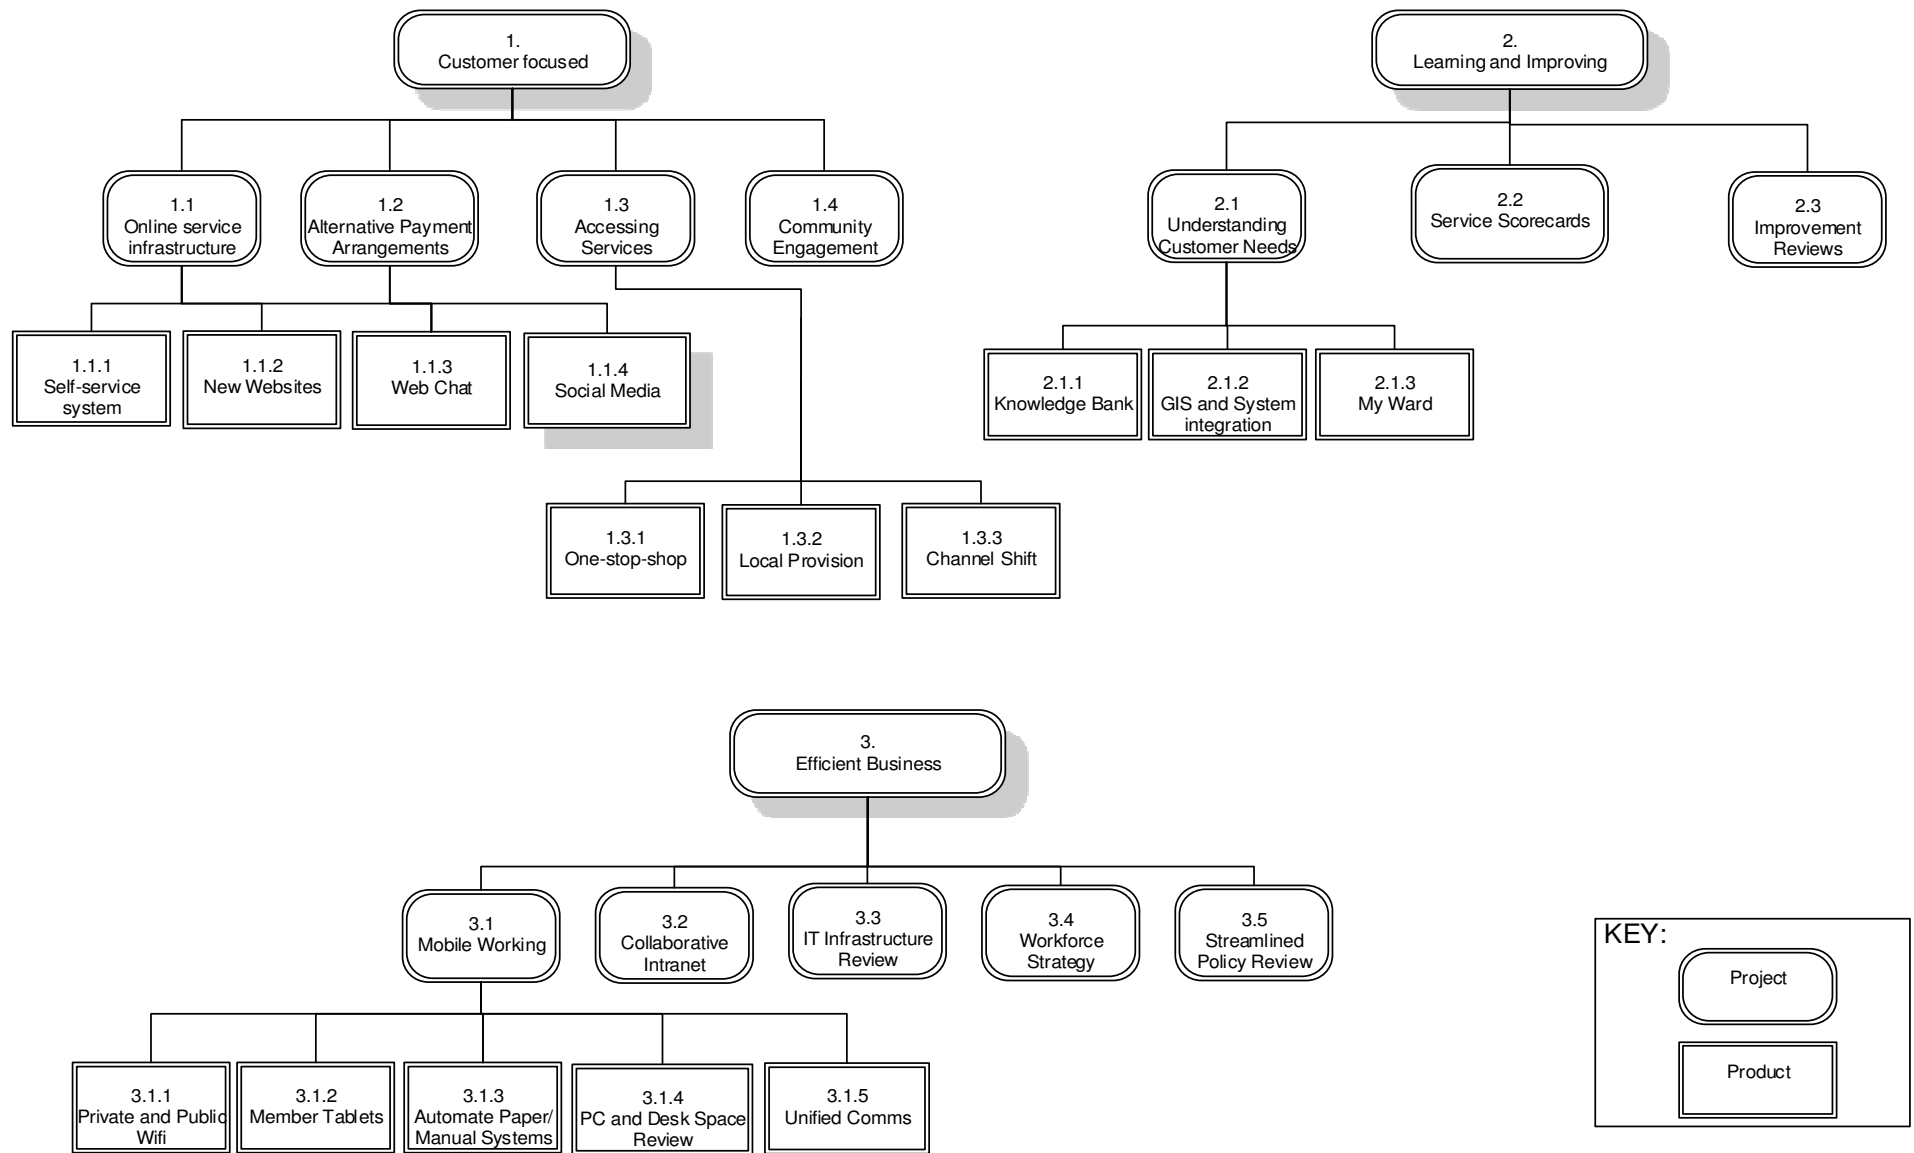 1.
Customer focused
2.
Learning and Improving
1.1
Online service
infrastructure
1.2
Alternative Payment
Arrangements
1.3
Accessing
Services
1.4
Community
Engagement
2.1
Understanding
Customer Needs
2.2
Service Scorecards
2.3
Improvement
Reviews
1.1.1
Self-service
system
1.1.2
New Websites
1.1.3
Web Chat
1.1.4
Social Media
2.1.1
Knowledge Bank
2.1.2
GIS and System
integration
2.1.3
My Ward
1.3.1
One-stop-shop
1.3.2
Local Provision
1.3.3
Channel Shift
3.
Efficient Business
3.1
Mobile Working
3.2
Collaborative
Intranet
3.3
IT Infrastructure
Review
3.4
Workforce
Strategy
3.5
Streamlined
Policy Review
3.1.1
Private and Public
Wifi
3.1.2
Member Tablets
3.1.3
Automate Paper/
Manual Systems
3.1.4
PC and Desk Space
Review
3.1.5
Unified Comms
KEY:
Project
Product